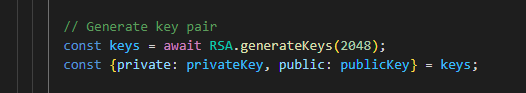 // Generate key pair
const keys = await RSA.generateKeys(2048);
const {private: privateKey, public: publicKey} = keys;